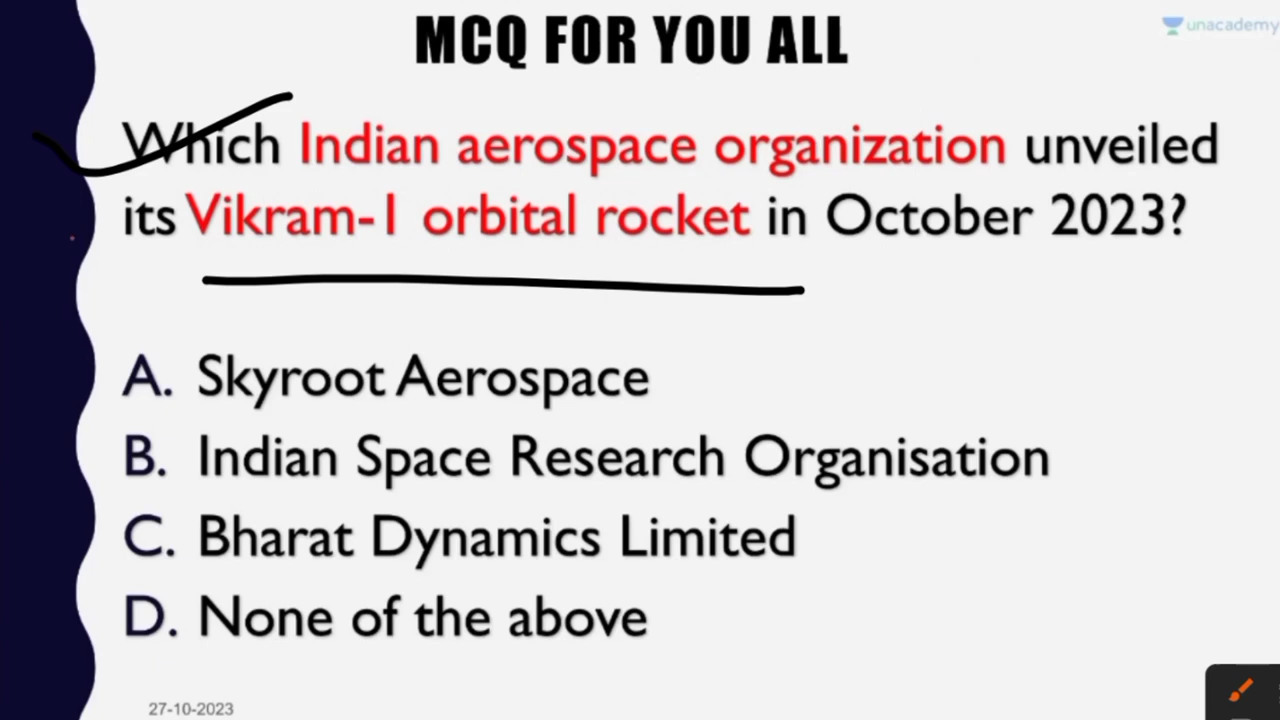 MCQ FOR YOU ALL
unacademy
Which Indian aerospace organization unveiled
its Vikram-1 orbital rocket in October 2023?
A. Skyroot Aerospace
B. Indian Space Research Organisation
C. Bharat Dynamics Limited
D. None of the above
27-10-2023